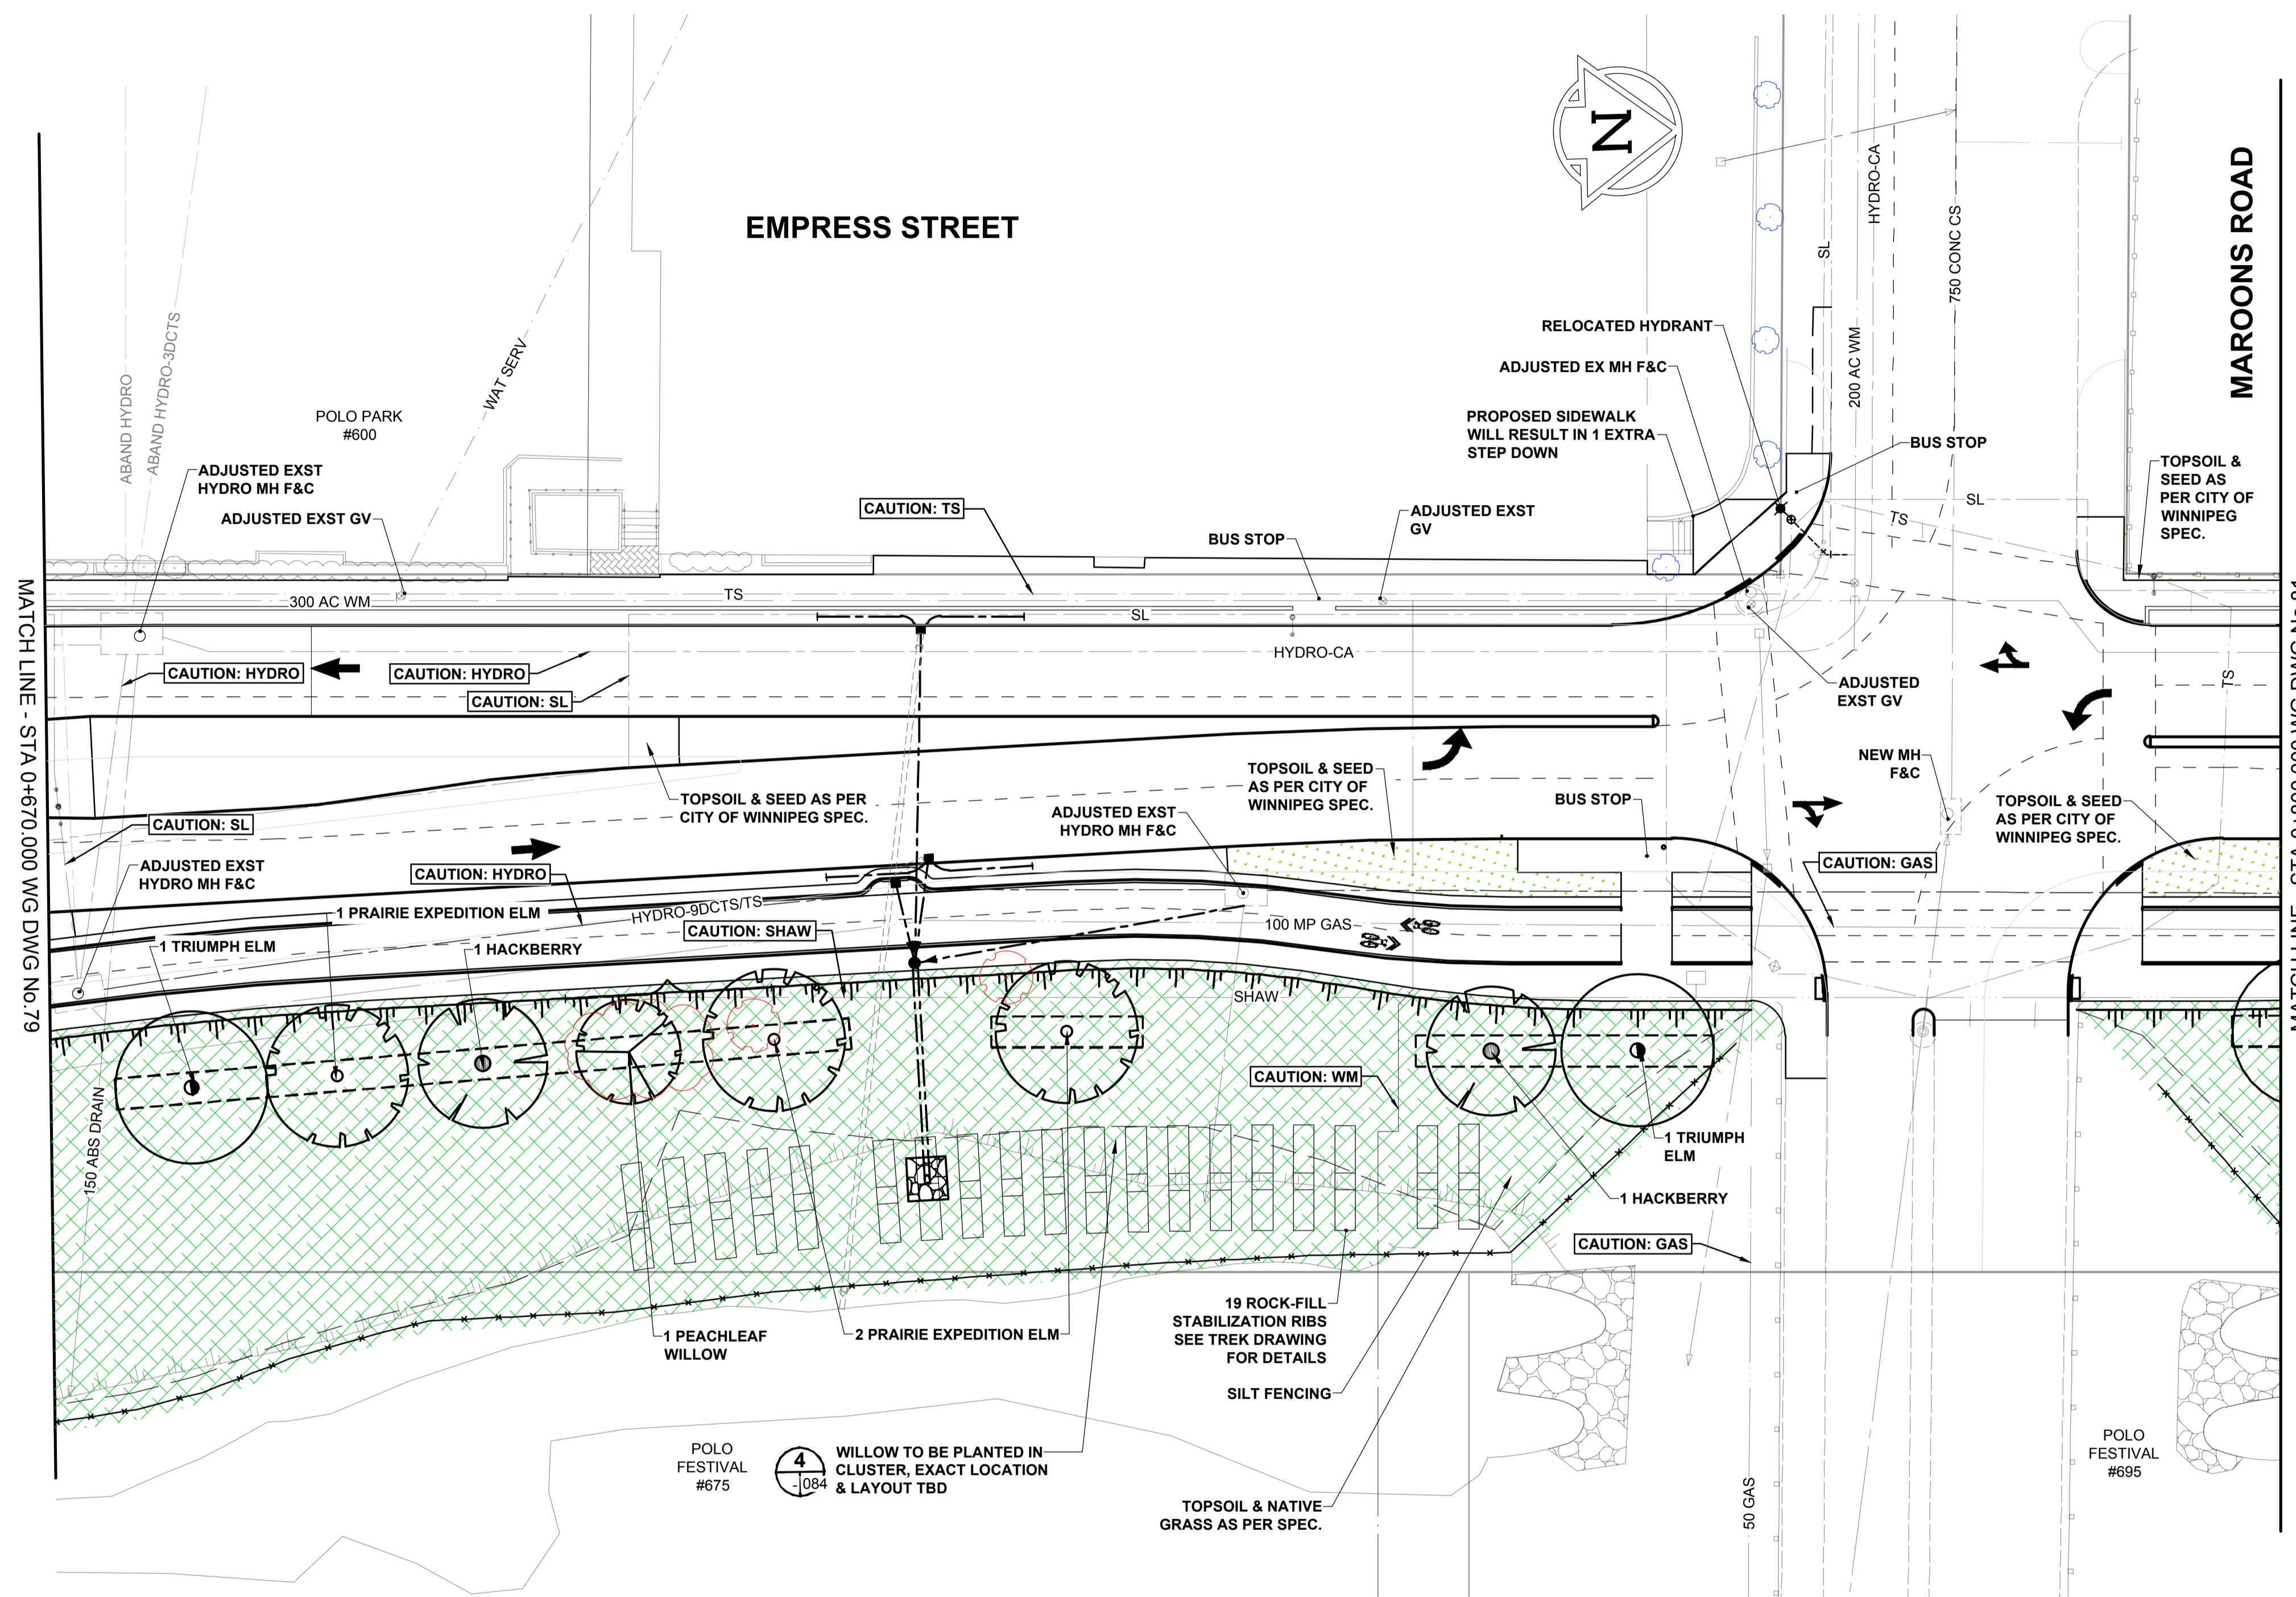 EMPRESS STREET
MAROONS ROAD
N
MATCH LINE - STA 0+670.000 WG DWG No.79
ABAND HYDRO
ABAND HYDRO-3DCTS
WAT SERV
POLO PARK
#600
ADJUSTED EXST
HYDRO MH F&C
ADJUSTED EXST GV
CAUTION: TS
BUS STOP
ADJUSTED EXST
GV
RELOCATED HYDRANT
ADJUSTED EX MH F&C
PROPOSED SIDEWALK
WILL RESULT IN 1 EXTRA
STEP DOWN
SL
HYDRO-CA
750 CONC CS
200 AC WM
BUS STOP
SL
TS
TOPSOIL &
SEED AS
PER CITY OF
WINNIPEG
SPEC.
300 AC WM
TS
SL
HYDRO-CA
CAUTION: HYDRO
CAUTION: HYDRO
CAUTION: SL
ADJUSTED
EXST GV
TS
NEW MH
F&C
TOPSOIL & SEED AS PER
CITY OF WINNIPEG SPEC.
TOPSOIL & SEED
AS PER CITY OF
WINNIPEG SPEC.
BUS STOP
TOPSOIL & SEED
AS PER CITY OF
WINNIPEG SPEC.
ADJUSTED EXST
HYDRO MH F&C
CAUTION: SL
ADJUSTED EXST
HYDRO MH F&C
CAUTION: HYDRO
CAUTION: GAS
1 PRAIRIE EXPEDITION ELM
HYDRO-9DCTS/TS
CAUTION: SHAW
100 MP GAS
1 TRIUMPH ELM
1 HACKBERRY
SHAW
CAUTION: WM
150 ABS DRAIN
1 TRIUMPH
ELM
1 HACKBERRY
CAUTION: GAS
1 PEACHLEAF
WILLOW
2 PRAIRIE EXPEDITION ELM
19 ROCK-FILL
STABILIZATION RIBS
SEE TREK DRAWING
FOR DETAILS
SILT FENCING
POLO
FESTIVAL
#675
4
-
084
WILLOW TO BE PLANTED IN
CLUSTER, EXACT LOCATION
& LAYOUT TBD
TOPSOIL & NATIVE
GRASS AS PER SPEC.
50 GAS
POLO
FESTIVAL
#695